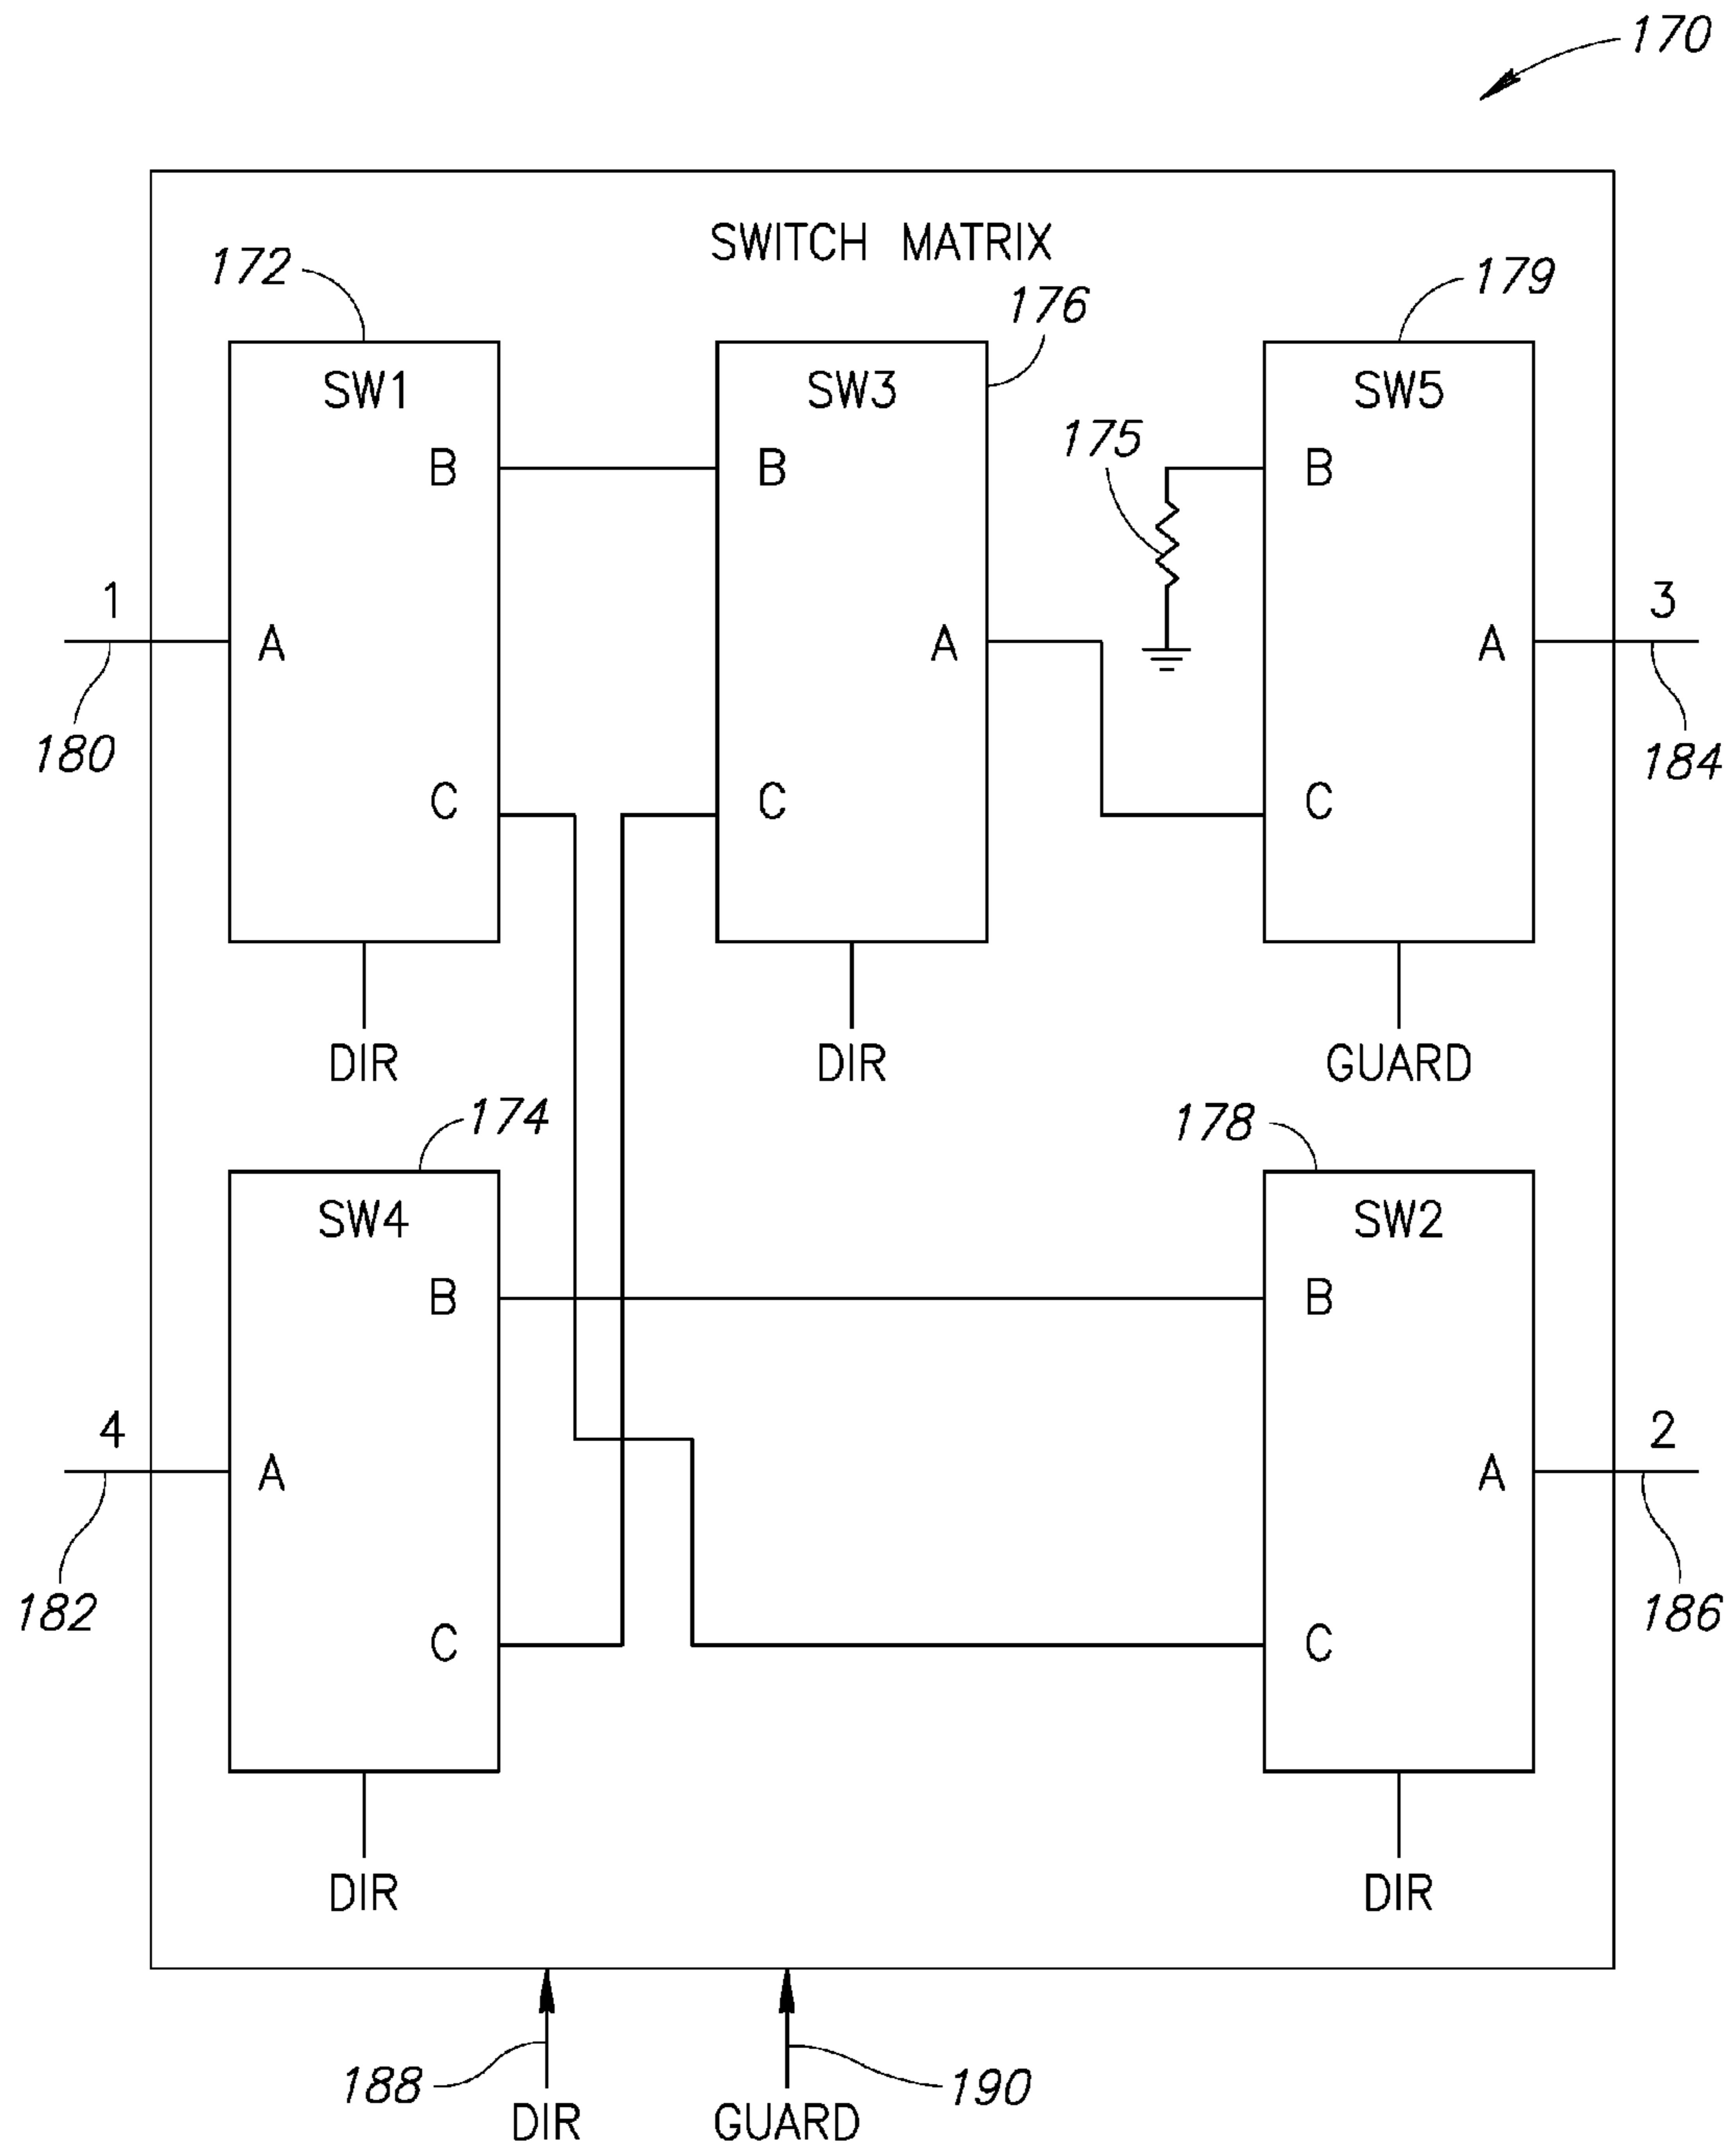 170
SWITCH MATRIX
172
176
179
SW1
SW3
SW5
175
B
B
B
1
3
A
A
A
180
184
C
C
C
DIR
DIR
GUARD
174
178
SW4
SW2
B
B
4
2
A
A
182
186
C
C
DIR
DIR
188
190
DIR
GUARD